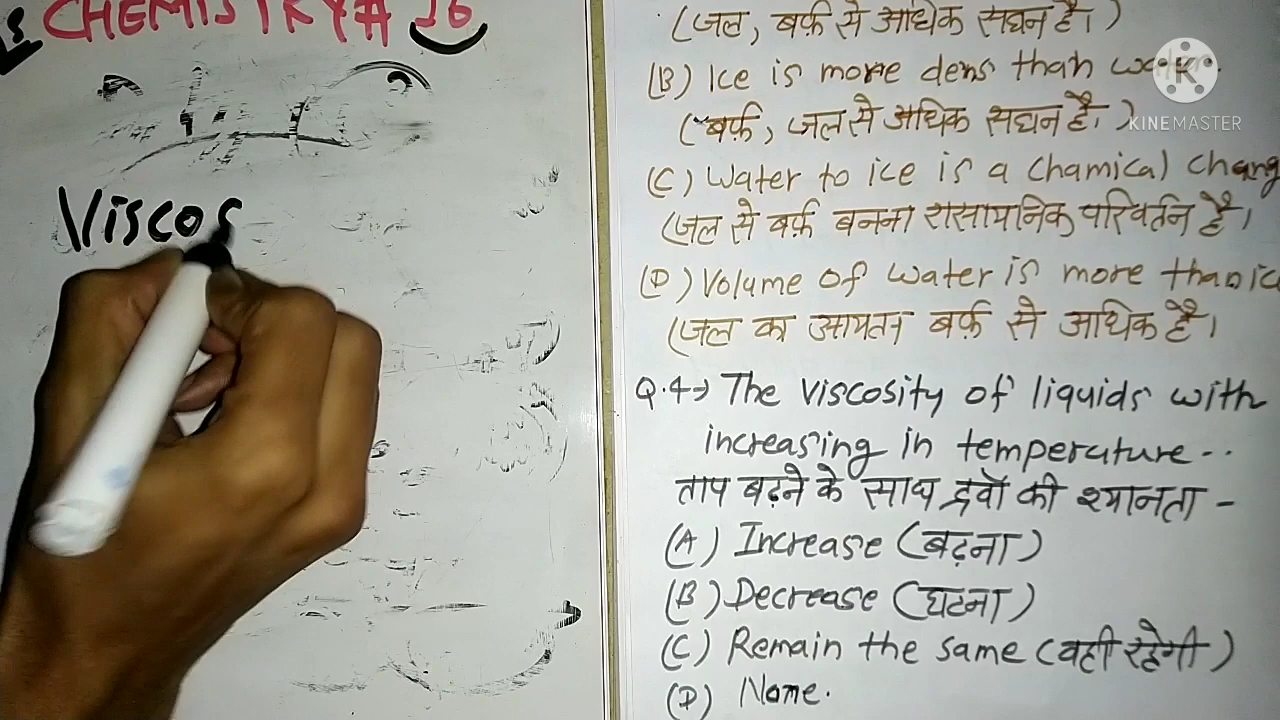 CHEMISTRY# 16
Viscos
(जल, बर्फ़ से अधिक सघन है।)
(B) Ice is more dens than
(बर्फ़, जल से अधिक सघन है।)
(C) Water to ice is a chamical chang
(जल से बर्फ़ बनना रासायनिक परिवर्तन है।
(D) Volume of water is more than ic
(जल का आयतन बर्फ़ से अधिक है।
Q.4→ The viscosity of liquids with
increasing in temperature..
ताप बढ़ने के साथ द्रवों की श्यानता -
(A) Increase (बढ़ना)
(B) Decrease (घटना)
(C) Remain the same (वही रहेगी)
(D) None.
K
KINEMASTER